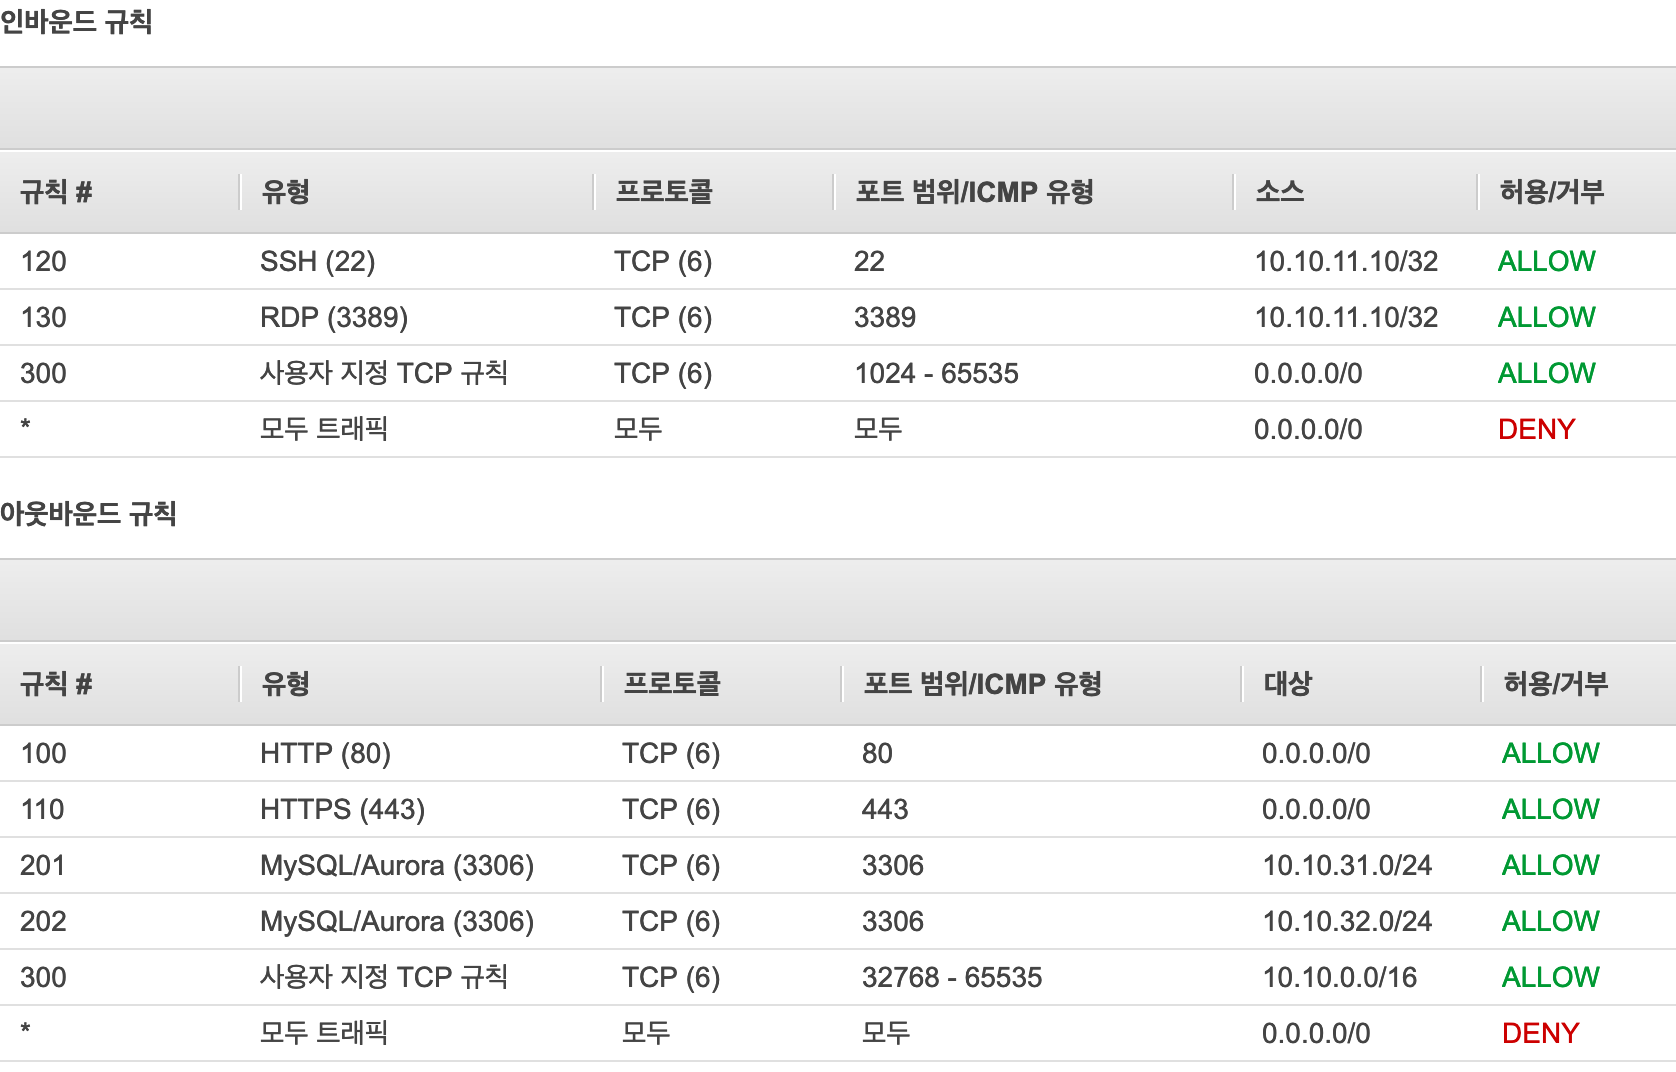 인바운드 규칙
규칙 # 유형 프로토콜 포트 범위/ICMP 유형 소스 허용/거부
120 SSH (22) TCP (6) 22 10.10.11.10/32 ALLOW
130 RDP (3389) TCP (6) 3389 10.10.11.10/32 ALLOW
300 사용자 지정 TCP 규칙 TCP (6) 1024 - 65535 0.0.0.0/0 ALLOW
* 모두 트래픽 모두 모두 0.0.0.0/0 DENY
아웃바운드 규칙
규칙 # 유형 프로토콜 포트 범위/ICMP 유형 대상 허용/거부
100 HTTP (80) TCP (6) 80 0.0.0.0/0 ALLOW
110 HTTPS (443) TCP (6) 443 0.0.0.0/0 ALLOW
201 MySQL/Aurora (3306) TCP (6) 3306 10.10.31.0/24 ALLOW
202 MySQL/Aurora (3306) TCP (6) 3306 10.10.32.0/24 ALLOW
300 사용자 지정 TCP 규칙 TCP (6) 32768 - 65535 10.10.0.0/16 ALLOW
* 모두 트래픽 모두 모두 0.0.0.0/0 DENY